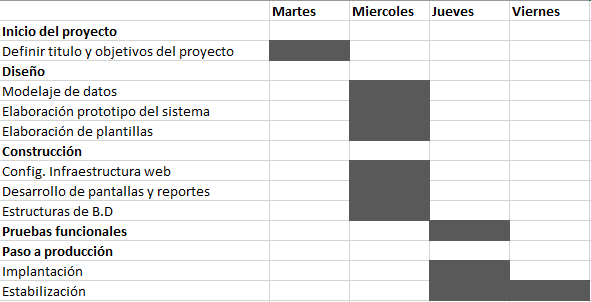 Martes Miercoles Jueves Viernes
Inicio del proyecto
Definir titulo y objetivos del proyecto
Diseño
Modelaje de datos
Elaboración prototipo del sistema
Elaboración de plantillas
Construcción
Config. Infraestructura web
Desarrollo de pantallas y reportes
Estructuras de B.D
Pruebas funcionales
Paso a producción
Implantación
Estabilización